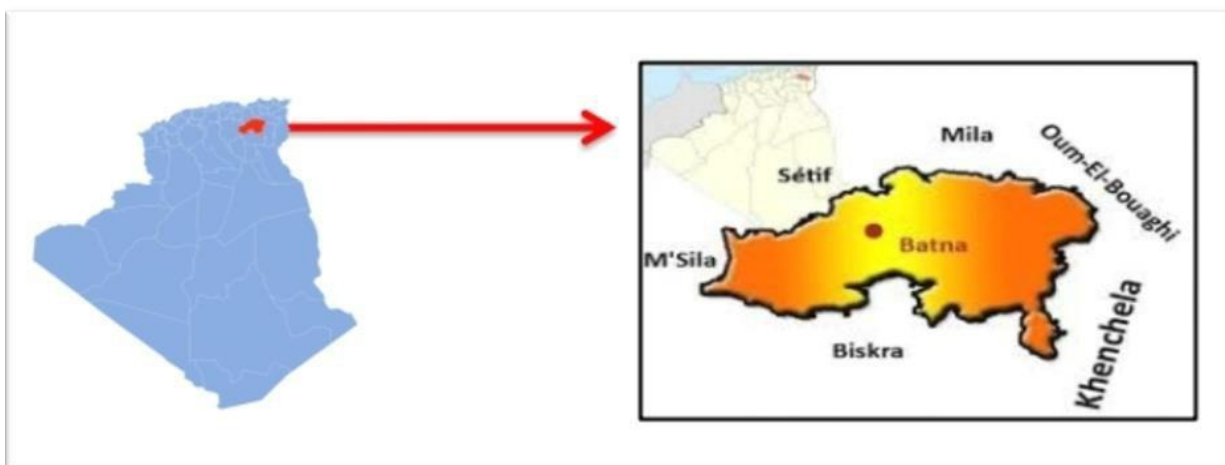 Mila
Oum-El-Bouaghi
Sétif
Batna
M'Sila
Biskra
Khenchela